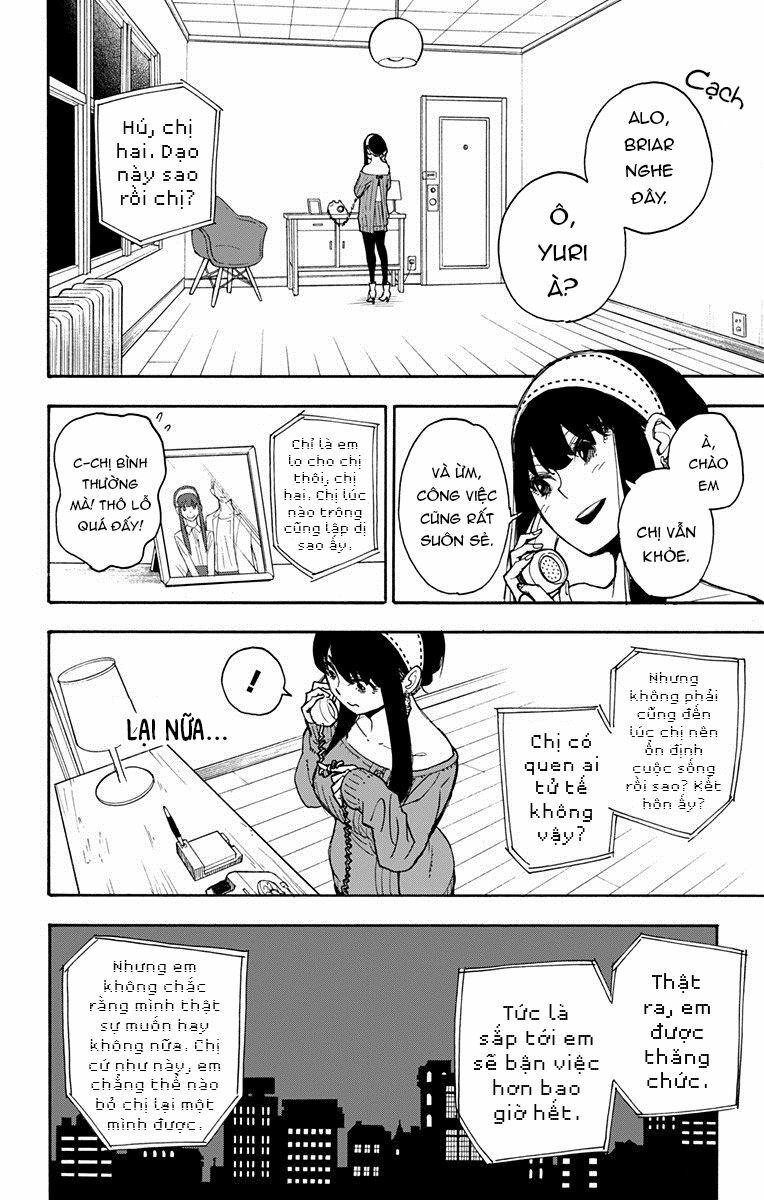 Cạch
ALO,
BRIAR
NGHE
ĐÂY.
Ô,
YURI
À?
Hú, chị
hai. Dạo
này sao
rồi chị?
À,
CHÀO
EM
CHỊ VẪN
KHỎE.
VÀ ỪM,
CÔNG VIỆC
CŨNG RẤT
SUÔN SẺ.
Chỉ là em
lo cho chị
thôi, chị
hai. Chị lúc
nào trông
cũng lập dị
sao ấy.
C-CHỊ BÌNH
THƯỜNG
MÀ! THÔ LỖ
QUÁ ĐẤY!
Nhưng
không phải
cũng đến
lúc chị nên
ổn định
cuộc sống
rồi sao? Kết
hôn ấy?
Chị có
quen ai
tử tế
không
vậy?
!
LẠI NỮA...
Thật
ra, em
được
thăng
chức.
Tức là
sắp tới em
sẽ bận việc
hơn bao
giờ hết.
Nhưng em
không chắc
rằng mình thật
sự muốn hay
không nữa. Chị
cứ như này, em
chẳng thể nào
bỏ chị lại một
mình được.